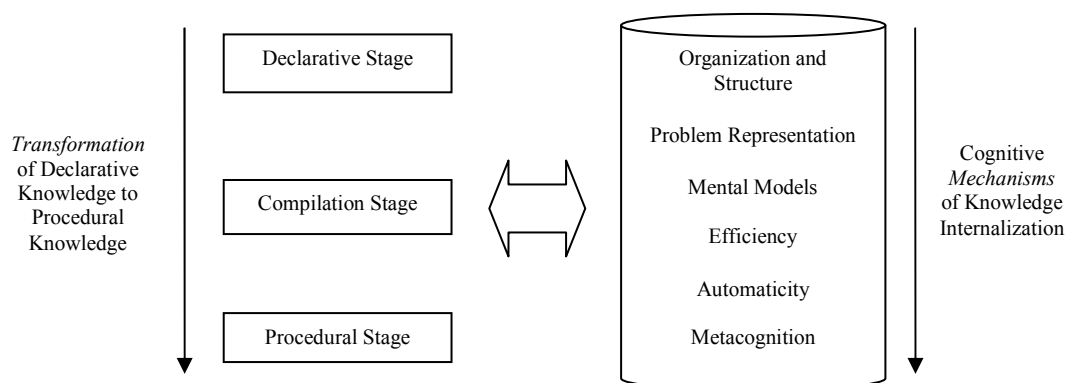 Transformation
of Declarative
Knowledge to
Procedural
Knowledge
Declarative Stage
Compilation Stage
Procedural Stage
Organization and
Structure
Problem Representation
Mental Models
Efficiency
Automaticity
Metacognition
Cognitive
Mechanisms
of Knowledge
Internalization